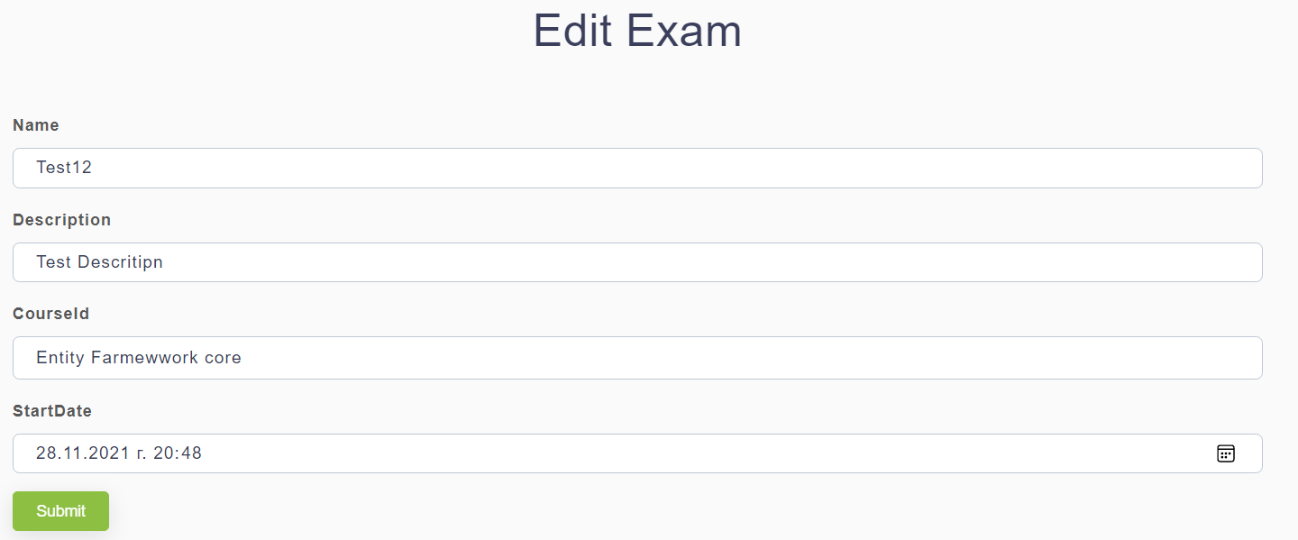 Edit Exam
Name
Test12
Description
Test Descritipn
CourseId
Entity Farmewwork core
StartDate
28.11.2021 г. 20:48
Submit